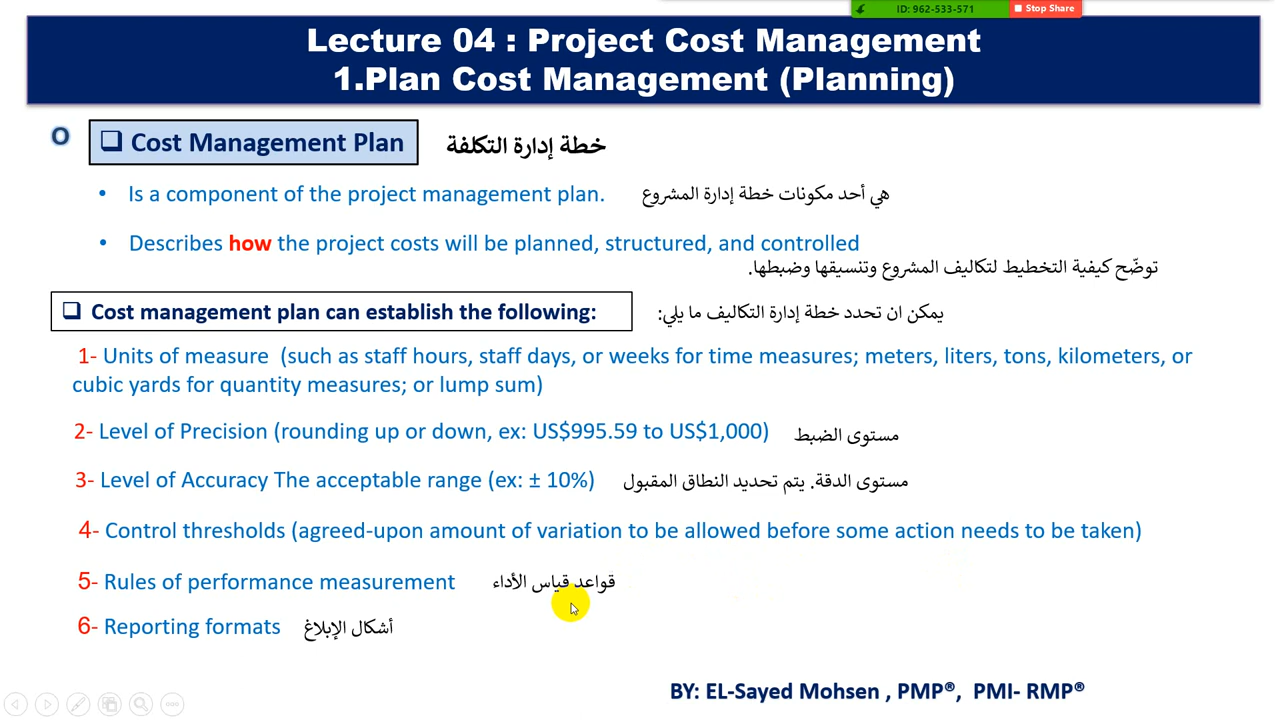 ID: 962-533-571 Stop Share
Lecture 04 : Project Cost Management
1.Plan Cost Management (Planning)
O ❑ Cost Management Plan خطة إدارة التكلفة
• Is a component of the project management plan. هي أحد مكونات خطة إدارة المشروع
• Describes how the project costs will be planned, structured, and controlled
توضّح كيفية التخطيط لتكاليف المشروع وتنسيقها وضبطها.
❑ Cost management plan can establish the following: يمكن ان تحدد خطة إدارة التكاليف ما يلي:
1- Units of measure (such as staff hours, staff days, or weeks for time measures; meters, liters, tons, kilometers, or
cubic yards for quantity measures; or lump sum)
2- Level of Precision (rounding up or down, ex: US$995.59 to US$1,000) مستوى الضبط
3- Level of Accuracy The acceptable range (ex: ± 10%) مستوى الدقة. يتم تحديد النطاق المقبول
4- Control thresholds (agreed-upon amount of variation to be allowed before some action needs to be taken)
5- Rules of performance measurement قواعد قياس الأداء
6- Reporting formats أشكال الإبلاغ
BY: EL-Sayed Mohsen , PMP®, PMI- RMP®